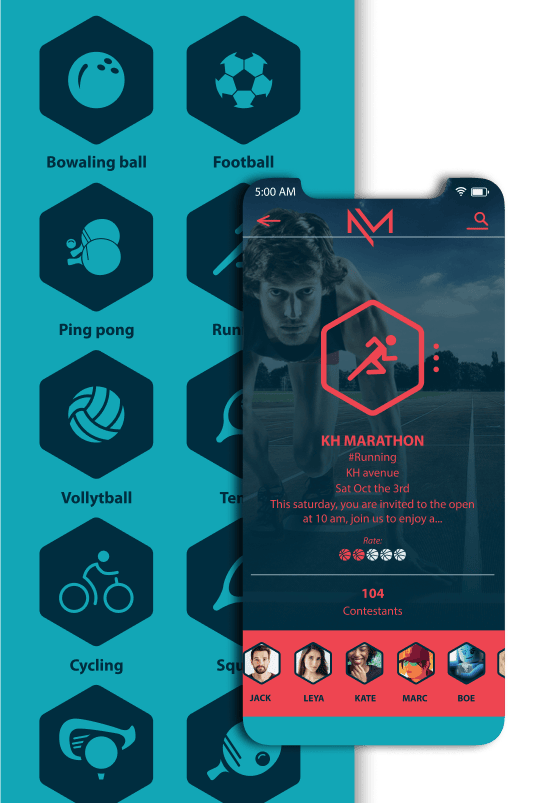 Bowaling ball
Football
Ping pong
Run
Vollytball
Ten
Cycling
Squ
5:00 AM
NM
KH MARATHON
#Running
KH avenue
Sat Oct the 3rd
This saturday, you are invited to the open
at 10 am, join us to enjoy a...
Rate:
104
Contestants
JACK
LEYA
KATE
MARC
BOE